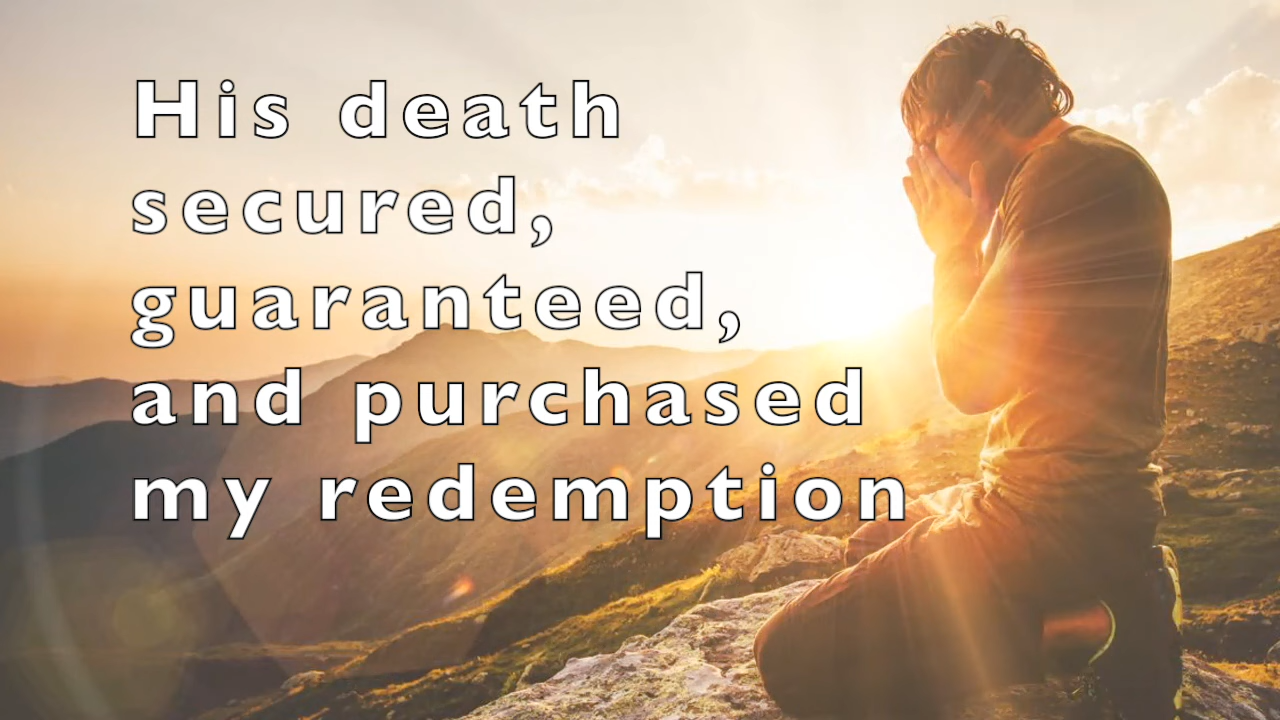 His death
secured,
guaranteed,
and purchased
my redemption